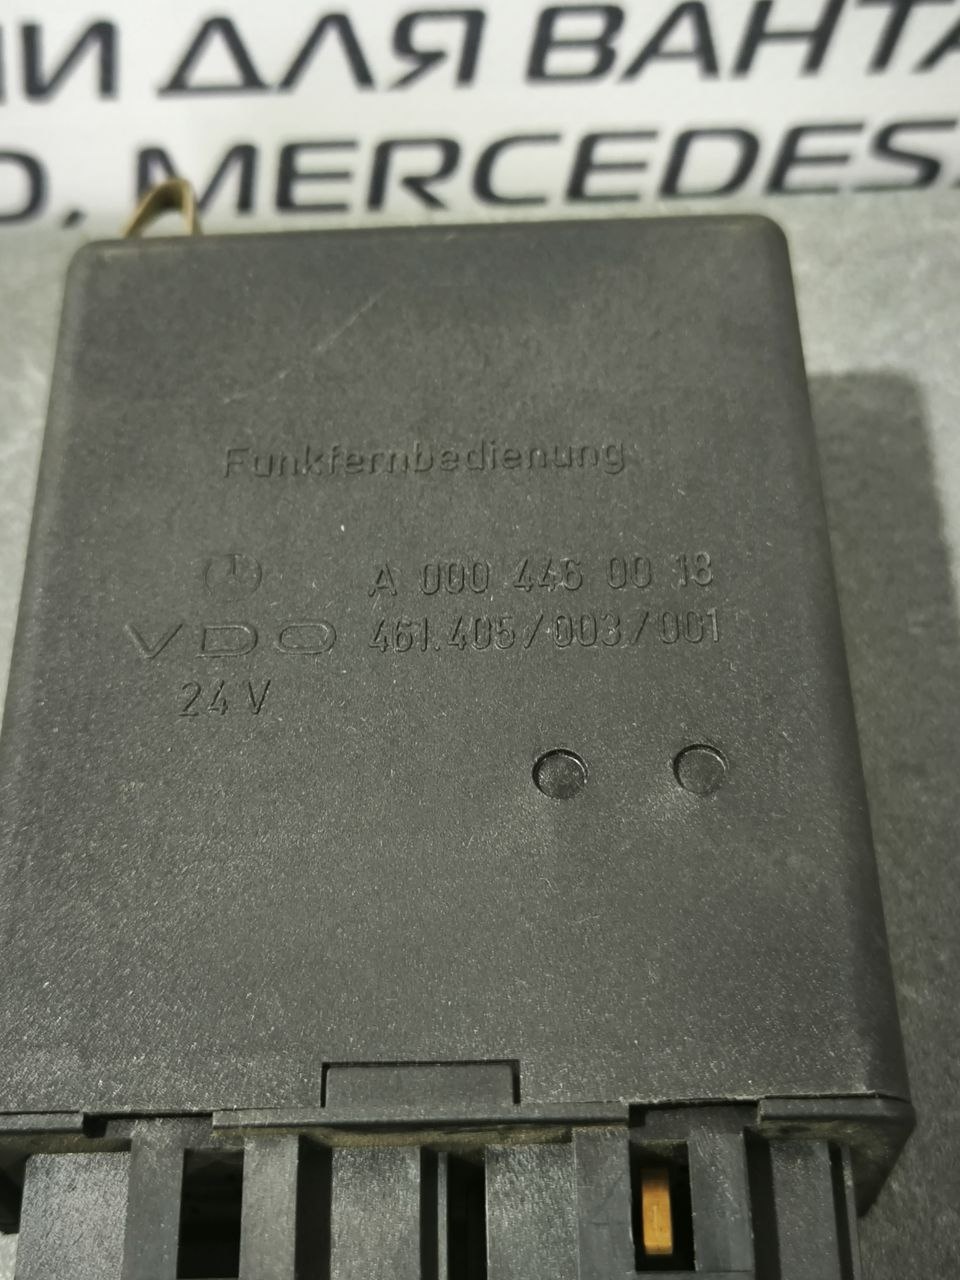 ДЛЯ ВАНТА
D, MERCEDES
Funkfernbedienung
A 000 446 00 18
VDO 461.405/003/001
24 V